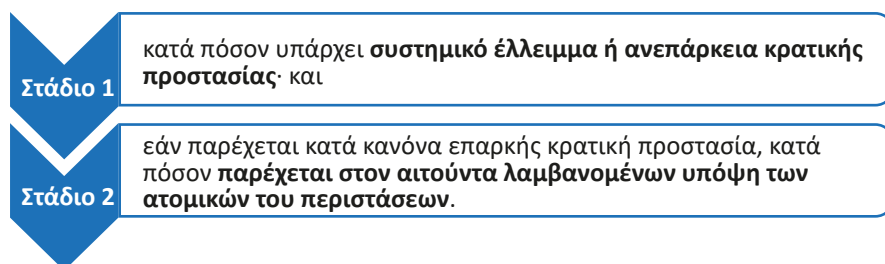 Στάδιο 1
κατά πόσον υπάρχει συστημικό έλλειμμα ή ανεπάρκεια κρατικής
προστασίας· και
Στάδιο 2
εάν παρέχεται κατά κανόνα επαρκής κρατική προστασία, κατά
πόσον παρέχεται στον αιτούντα λαμβανομένων υπόψη των
ατομικών του περιστάσεων.